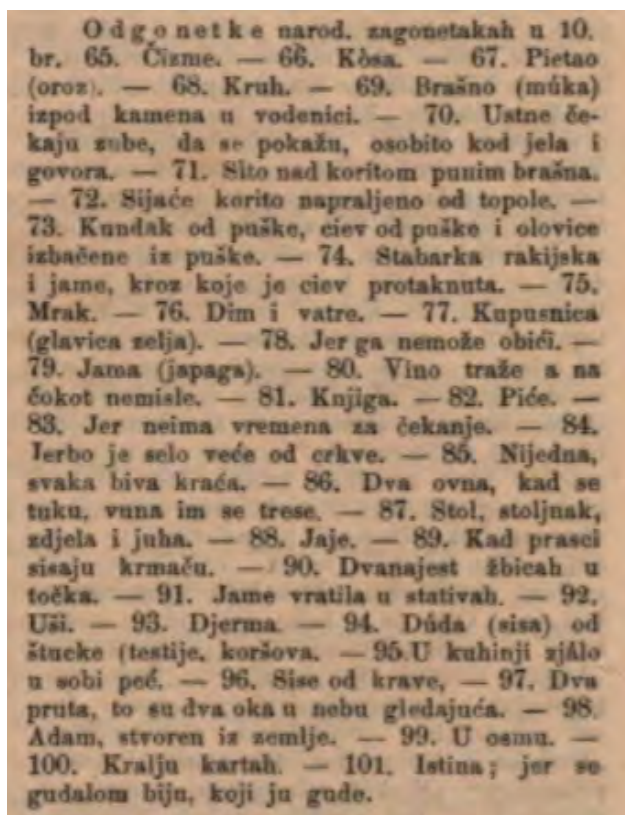 Odgonetke narod. zagonetakah u 10.
br. 65. Čizme. — 66. Kòsa. — 67. Pietao
(oroz). — 68. Kruh. — 69. Brašno (múka)
izpod kamena u vodenici. — 70. Ustne če-
kaju zube, da se pokažu, osobito kod jela i
govora. — 71. Sito nad koritom punim brašna.
— 72. Sijaće korito napraljeno od topole. —
73. Kundak od puške, ciev od puške i olovice
izbačene iz puške. — 74. Stabarka rakijska
i jame, kroz koje je ciev protaknuta. — 75.
Mrak. — 76. Dim i vatre. — 77. Kupusnica
(glavica zelja). — 78. Jer ga nemože obići. —
79. Jama (japaga). — 80. Vino traže a na
čokot nemisle. — 81. Knjiga. — 82. Piće. —
83. Jer neima vremena za čekanje. — 84.
Jerbo je selo veće od crkve. — 85. Nijedna,
svaka biva kraća. — 86. Dva ovna, kad se
tuku, vuna im se trese. — 87. Stol, stoljnak,
zdjela i juha. — 88. Jaje. — 89. Kad prasci
sisaju krmaču. — 90. Dvanajest žbicah u
točka. — 91. Jame vratila u stativah. — 92.
Uši. — 93. Djerma. — 94. Dûda (sisa) od
štucke (testije, koršova. — 95.U kuhinji zjâlo
u sobi peć. — 96. Sise od krave, — 97. Dva
pruta, to su dva oka u nebu gledajuća. — 98.
Adam, stvoren iz zemlje. — 99. U osmu. —
100. Kralju kartah. — 101. Istina; jer se
gudalom biju, koji ju gude.